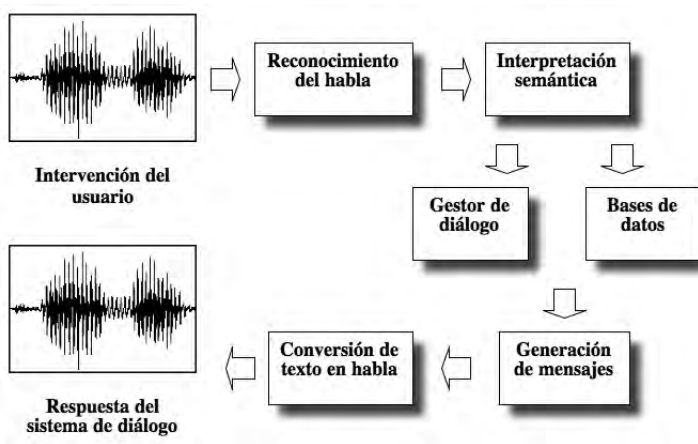 Reconocimiento
del habla
Interpretación
semántica
Intervención del
usuario
Gestor de
diálogo
Bases de
datos
Conversión de
texto en habla
Generación
de mensajes
Respuesta del
sistema de diálogo